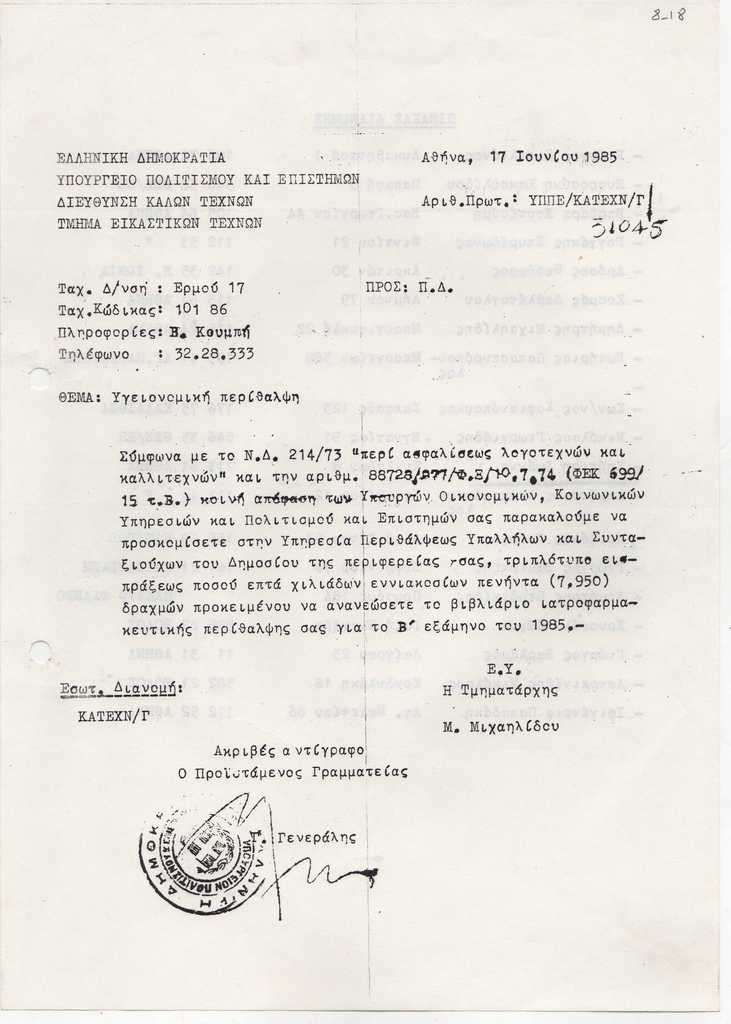 8-18
ΕΛΛΗΝΙΚΗ ΔΗΜΟΚΡΑΤΙΑ
ΥΠΟΥΡΓΕΙΟ ΠΟΛΙΤΙΣΜΟΥ ΚΑΙ ΕΠΙΣΤΗΜΩΝ
ΔΙΕΥΘΥΝΣΗ ΚΑΛΩΝ ΤΕΧΝΩΝ
ΤΜΗΜΑ ΕΙΚΑΣΤΙΚΩΝ ΤΕΧΝΩΝ
Αθήνα, 17 Ιουνίου 1985
Αριθ.Πρωτ.: ΥΠΠΕ/ΚΑΤΕΧΝ/Γ/
31045
Ταχ. Δ/νση : Ερμού 17
Ταχ.Κώδικας: 101 86
Πληροφορίες: Β. Κουμπή
Τηλέφωνο : 32.28.333
ΠΡΟΣ: Π.Δ.
ΘΕΜΑ: Υγειονομική περίθαλψη
Σύμφωνα με το Ν.Δ. 214/73 "περί ασφαλίσεως λογοτεχνών και
καλλιτεχνών" και την αριθμ. 88728/877/Φ.Ξ/10.7.74 (ΦΕΚ 699/
15 τ.Β.) κοινή απόφαση των Υπουργών Οικονομικών, Κοινωνικών
Υπηρεσιών και Πολιτισμού και Επιστημών σας παρακαλούμε να
προσκομίσετε στην Υπηρεσία Περιθάλψεως Υπαλλήλων και Συντα-
ξιούχων του Δημοσίου της περιφερείας σας, τριπλότυπο εισ-
πράξεως ποσού επτά χιλιάδων εννιακοσίων πενήντα (7.950)
δραχμών προκειμένου να ανανεώσετε το βιβλιάριο ιατροφαρμα-
κευτικής περίθαλψης σας για το Β´ εξάμηνο του 1985.-
Ε.Υ.
Η Τμηματάρχης
Μ. Μιχαηλίδου
Εσωτ. Διανομή:
ΚΑΤΕΧΝ/Γ
Ακριβές αντίγραφο
Ο Προϊστάμενος Γραμματείας
Γενεράλης
ΥΠΟΥΡΓΕΙΟΝ ΠΟΛΙΤΙΣΜΟΥ